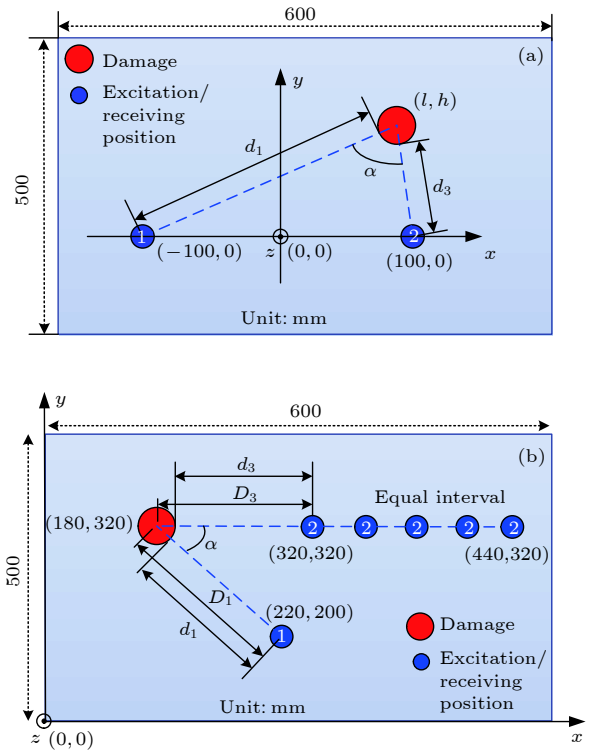 600
(a)
Damage
Excitation/
receiving
position
y
(l, h)
d₁
α
d₃
500
1
2
(−100, 0)
z
(0, 0)
(100, 0)
x
Unit: mm
y
600
(b)
d₃
D₃
Equal interval
(180, 320)
2
2
2
2
2
α
(320,320)
(440,320)
500
D₁
d₁
(220, 200)
1
Damage
Excitation/
receiving
position
Unit: mm
z
(0, 0)
x